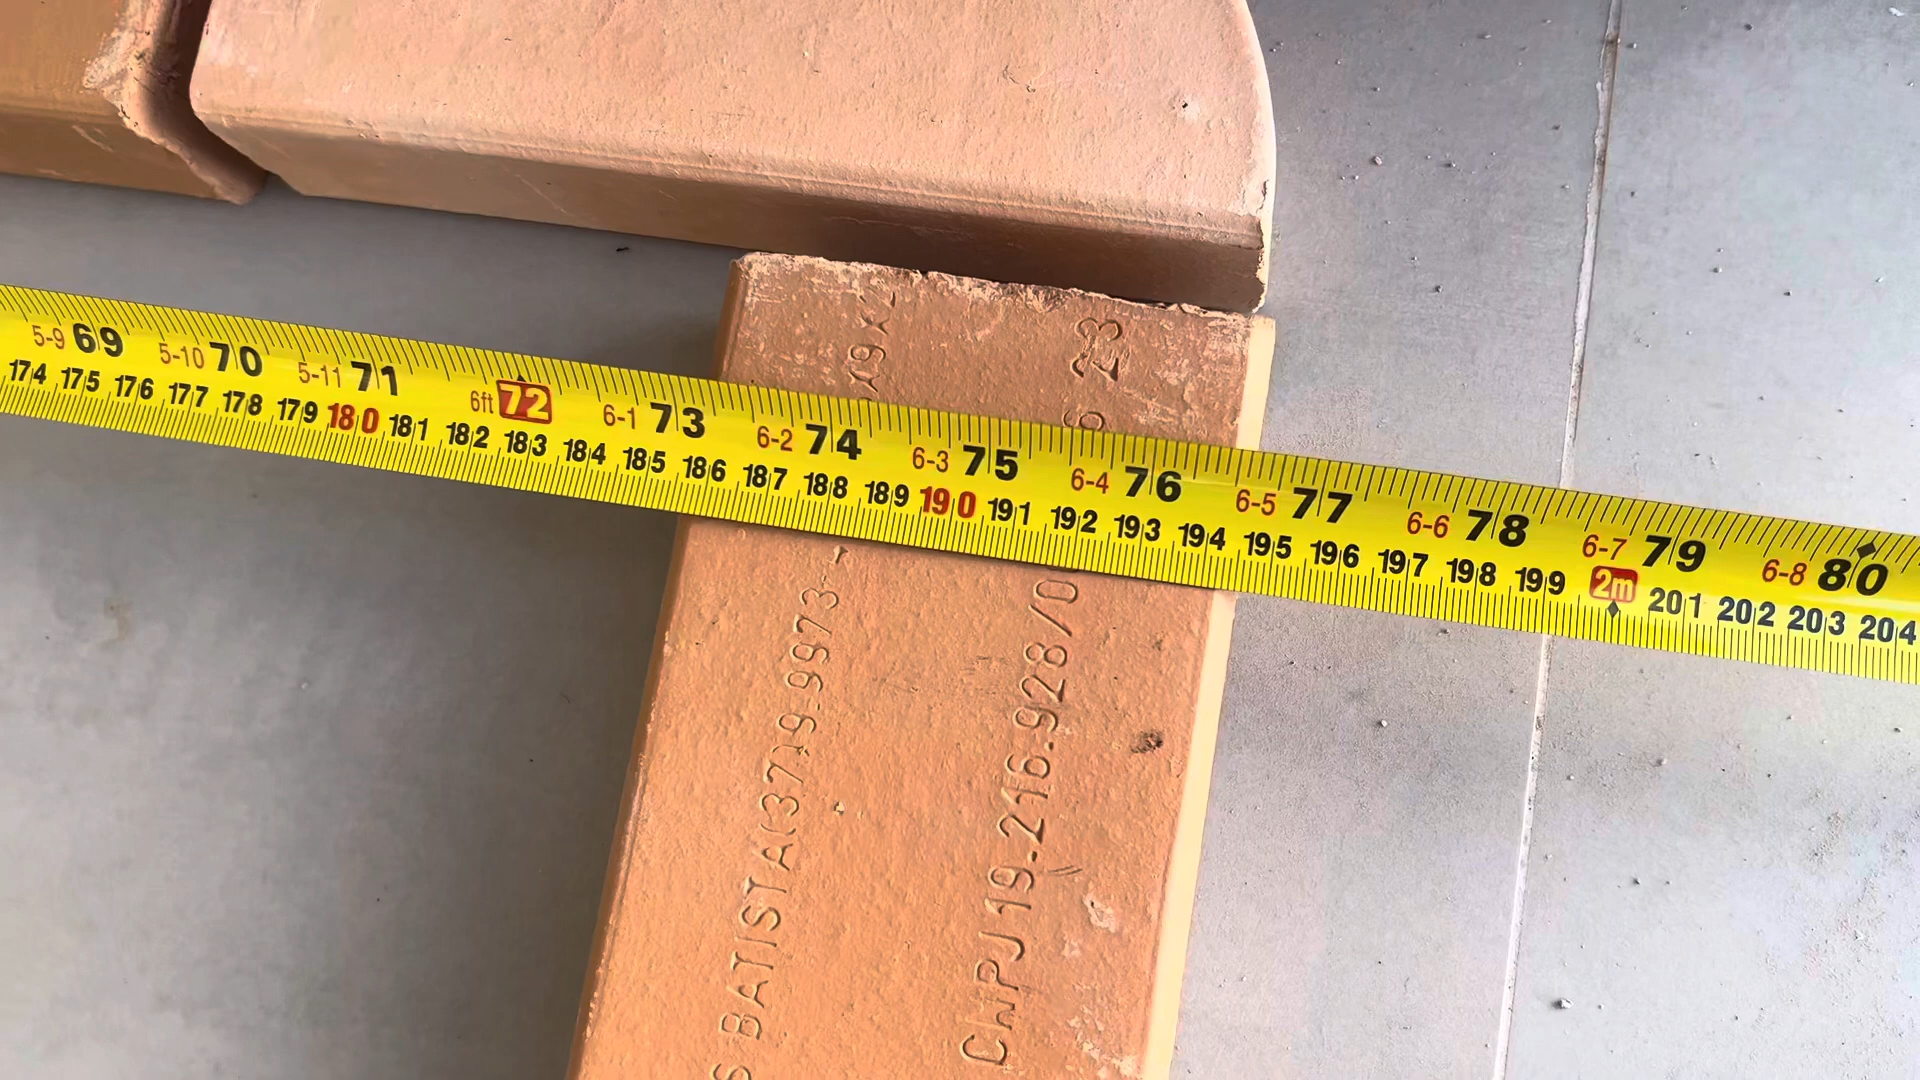 5-9 69 5-10 70 5-11 71 6ft 72 6-1 73 6-2 74 6-3 75 6-4 76 6-5 77 6-6 78 6-7 79 6-8 80
174 175 176 177 178 179 180 181 182 183 184 185 186 187 188 189 190 191 192 193 194 195 196 197 198 199 2m 201 202 203 204
S BATISTA(37)9.9973-
CNPJ 19.216.928/0